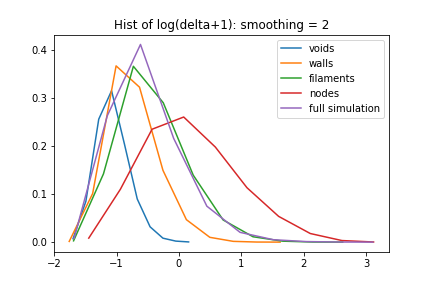 Hist of log(delta+1): smoothing = 2
voids
walls
filaments
nodes
full simulation
0.4
0.3
0.2
0.1
0.0
−2 −1 0 1 2 3